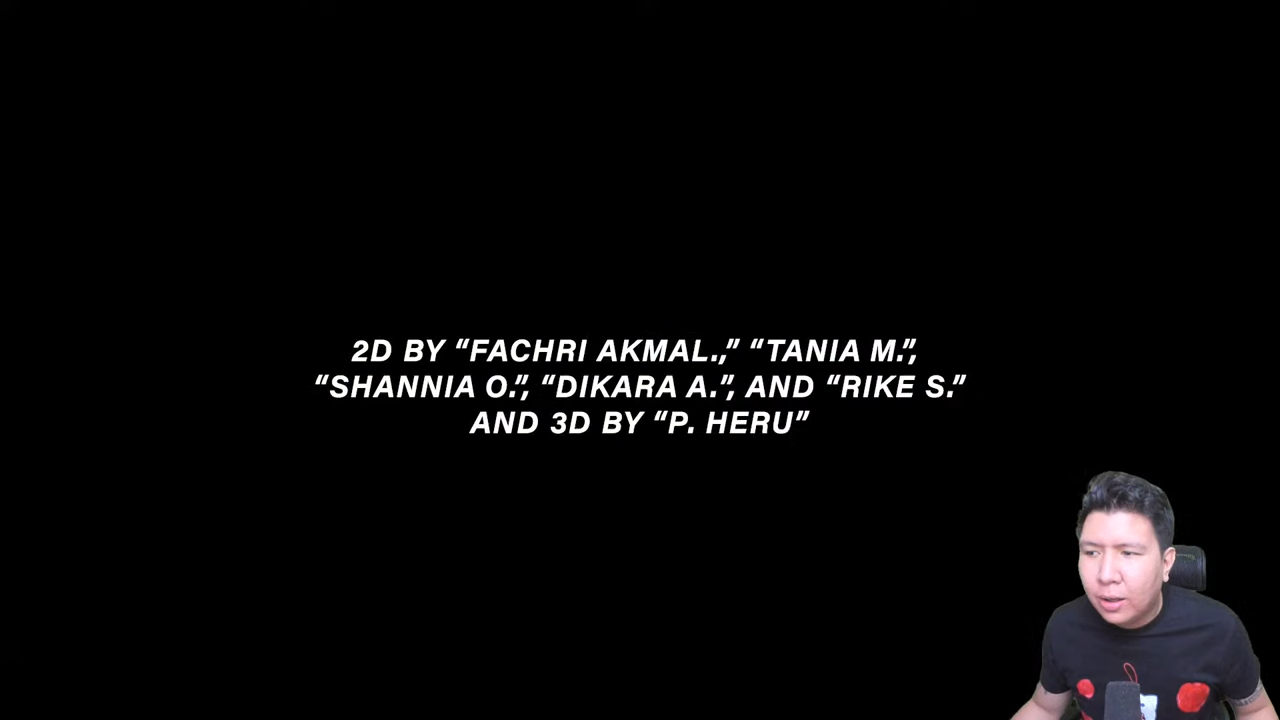 2D BY “FACHRI AKMAL.,” “TANIA M.”,
“SHANNIA O.”, “DIKARA A.”, AND “RIKE S.”
AND 3D BY “P. HERU”